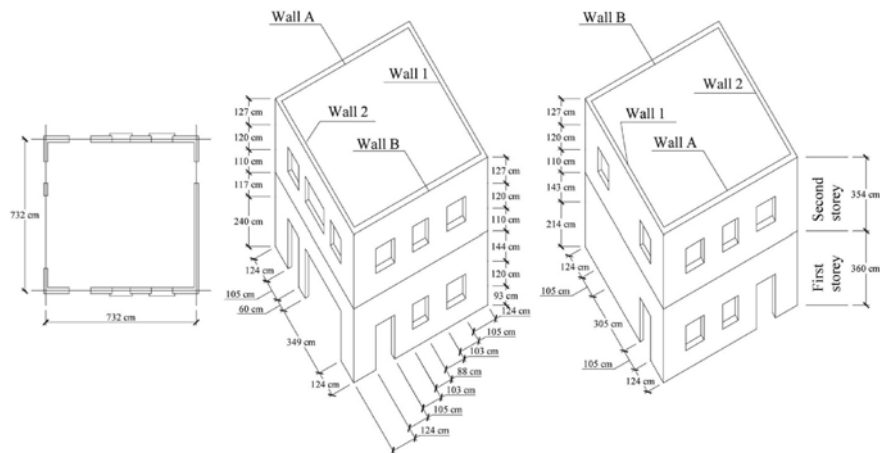 732 cm
732 cm
Wall A
Wall 1
Wall 2
Wall B
127 cm
120 cm
110 cm
117 cm
240 cm
124 cm
105 cm
60 cm
349 cm
124 cm
127 cm
120 cm
110 cm
144 cm
120 cm
93 cm
124 cm
105 cm
103 cm
88 cm
103 cm
105 cm
124 cm
Wall B
Wall 2
Wall 1
Wall A
127 cm
120 cm
110 cm
143 cm
214 cm
124 cm
105 cm
305 cm
105 cm
124 cm
Second
storey
First
storey
354 cm
360 cm